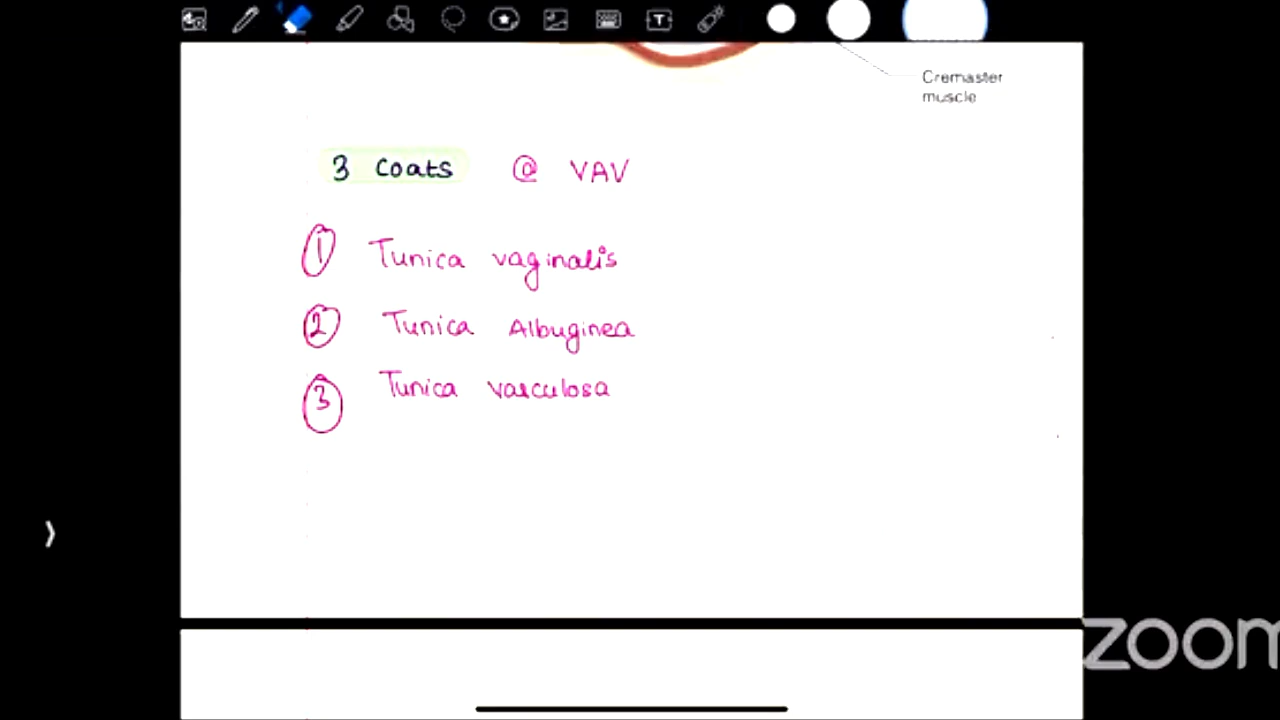 Cremaster
muscle
3 Coats @ VAV
1 Tunica vaginalis
2 Tunica Albuginea
3 Tunica vasculosa
zoom